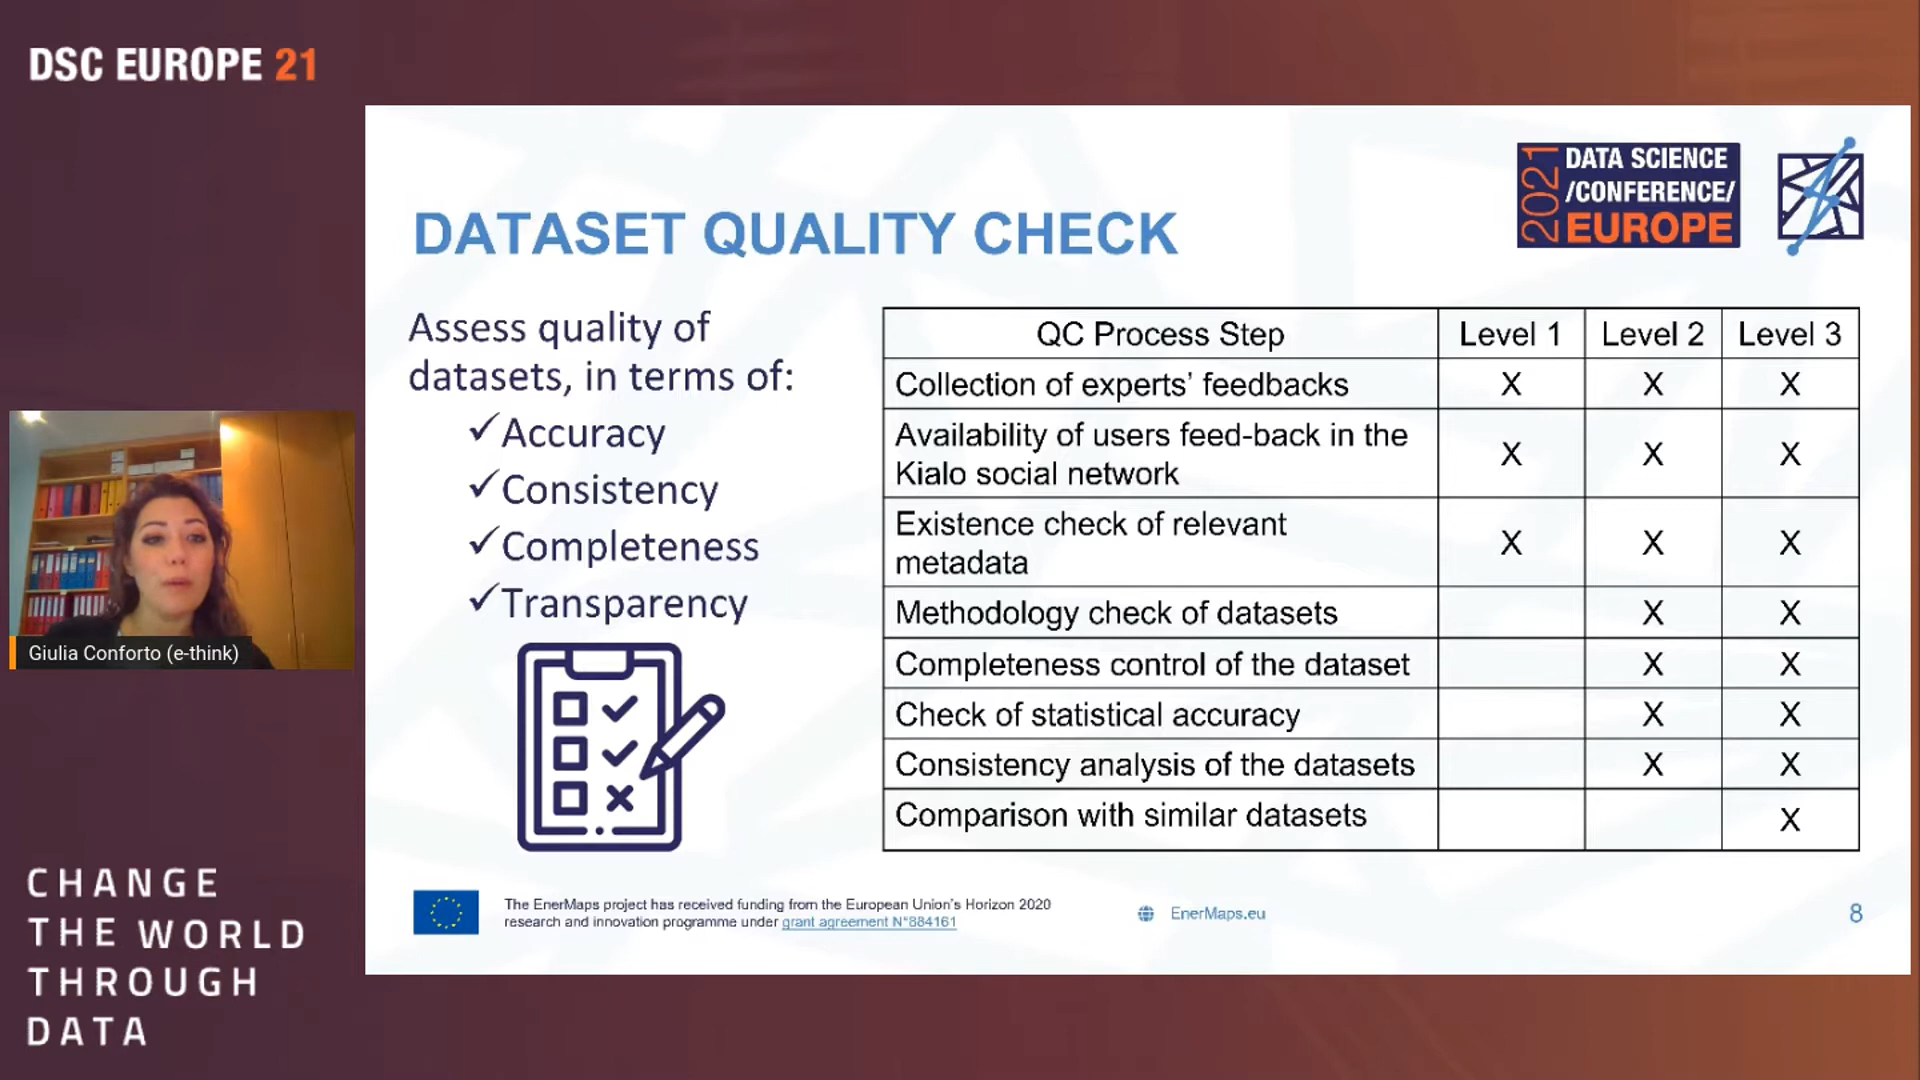 DSC EUROPE 21
2021
DATA SCIENCE
/CONFERENCE/
EUROPE
DATASET QUALITY CHECK
Assess quality of
datasets, in terms of:
✓Accuracy
✓Consistency
✓Completeness
✓Transparency
QC Process Step Level 1 Level 2 Level 3
Collection of experts' feedbacks X X X
Availability of users feed-back in the
Kialo social network X X X
Existence check of relevant
metadata X X X
Methodology check of datasets X X
Completeness control of the dataset X X
Check of statistical accuracy X X
Consistency analysis of the datasets X X
Comparison with similar datasets X
Giulia Conforto (e-think)
The EnerMaps project has received funding from the European Union's Horizon 2020
research and innovation programme under grant agreement N°884161
EnerMaps.eu
8
CHANGE
THE WORLD
THROUGH
DATA